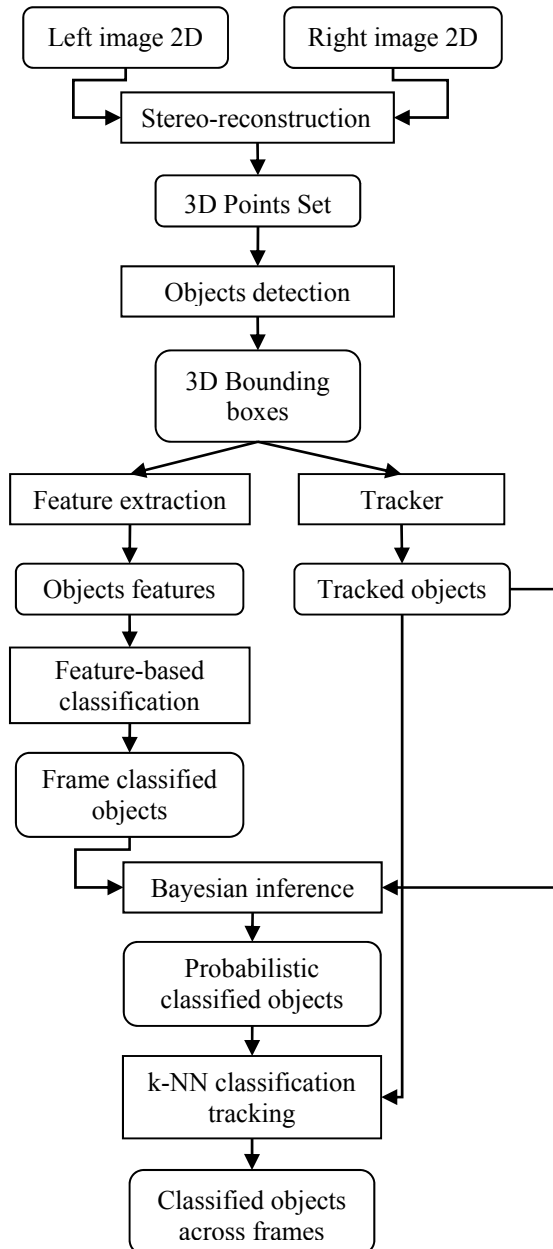 Left image 2D
Right image 2D
Stereo-reconstruction
3D Points Set
Objects detection
3D Bounding
boxes
Feature extraction
Tracker
Objects features
Tracked objects
Feature-based
classification
Frame classified
objects
Bayesian inference
Probabilistic
classified objects
k-NN classification
tracking
Classified objects
across frames